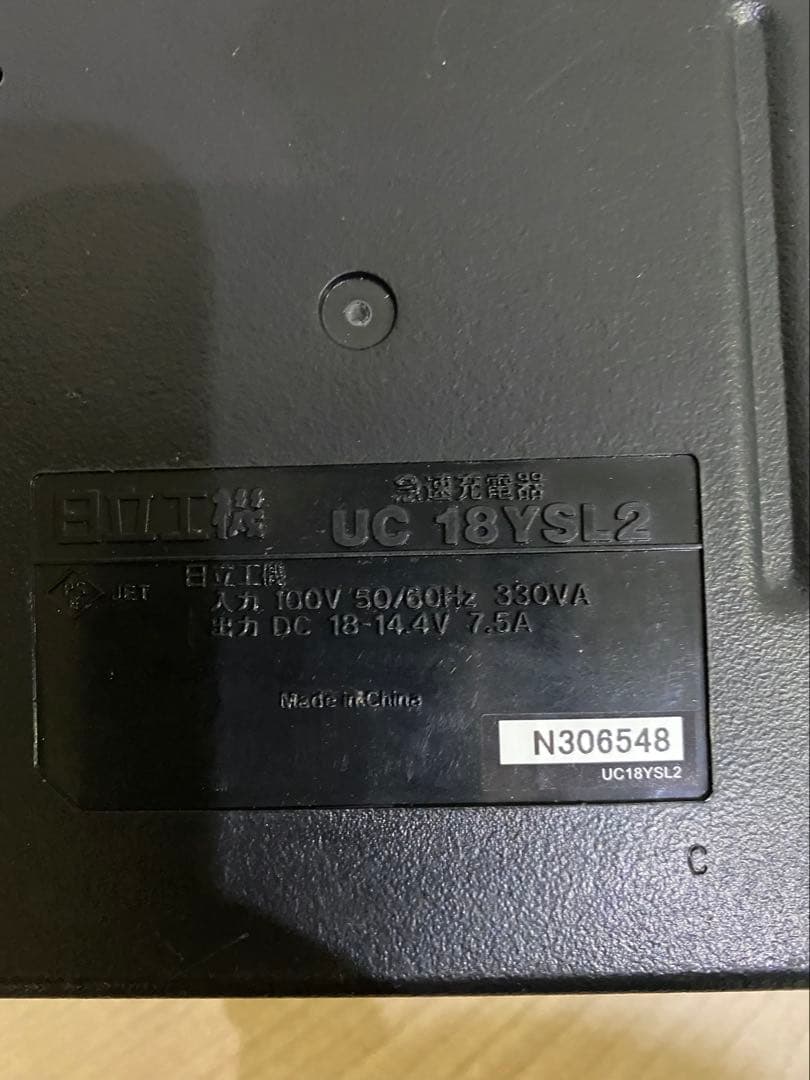 日立工機
急速充電器
UC 18YSL2
JET
日立工機
入力 100V 50/60Hz 330VA
出力 DC 18-14.4V 7.5A
Made in China
N306548
UC18YSL2
C